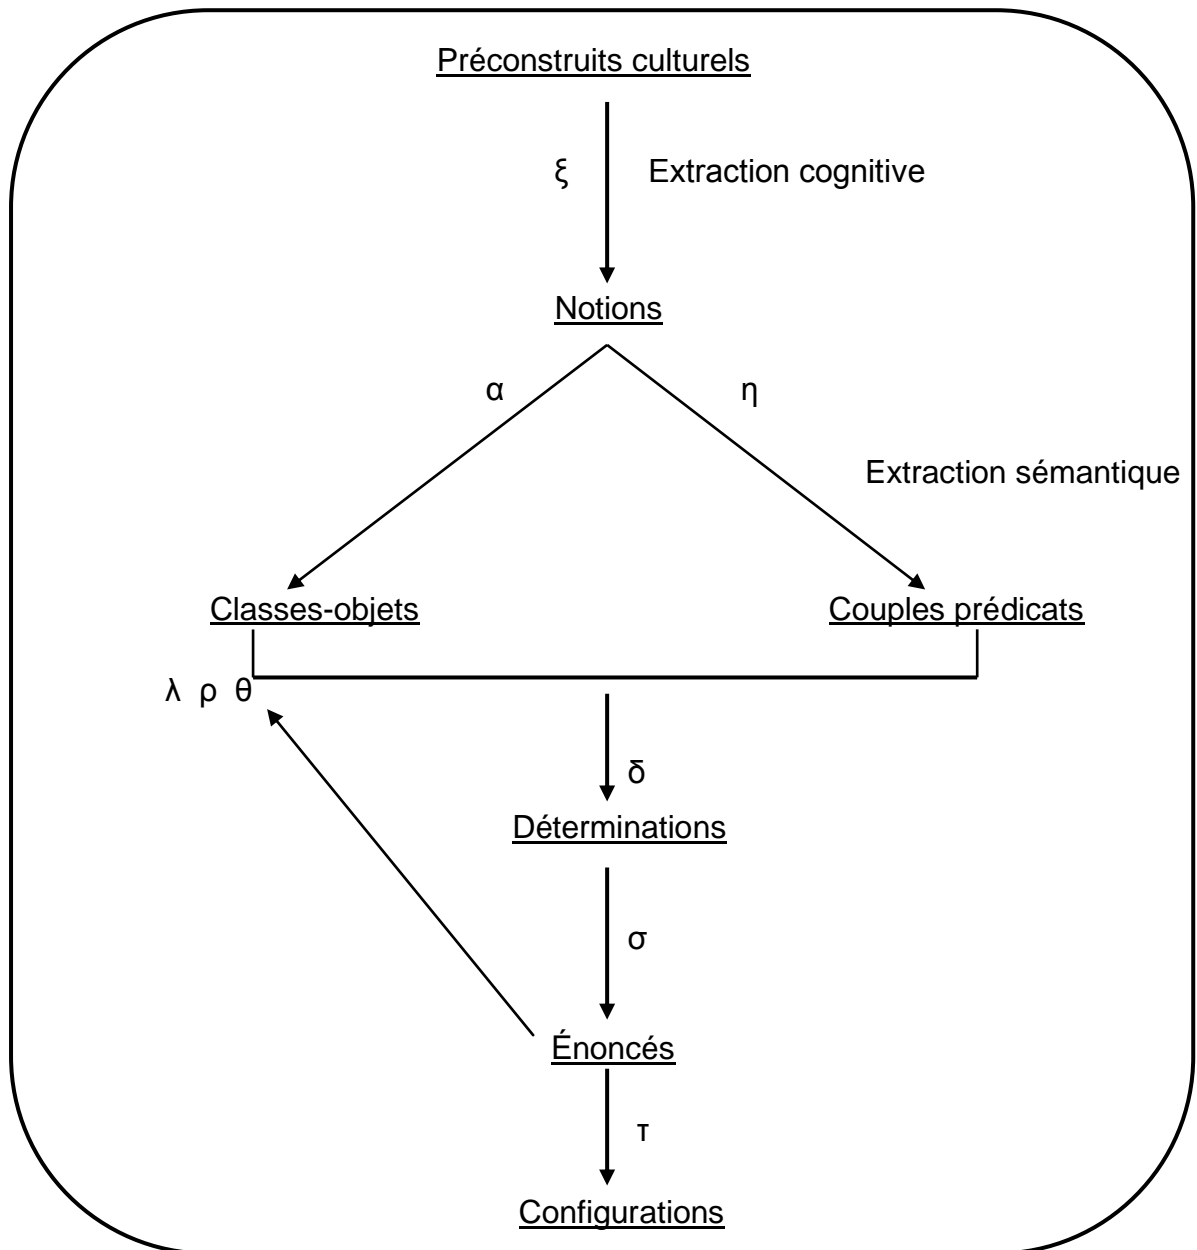 Préconstruits culturels
ξ Extraction cognitive
Notions
α η
Extraction sémantique
Classes-objets Couples prédicats
λ ρ θ
δ
Déterminations
σ
Énoncés
τ
Configurations